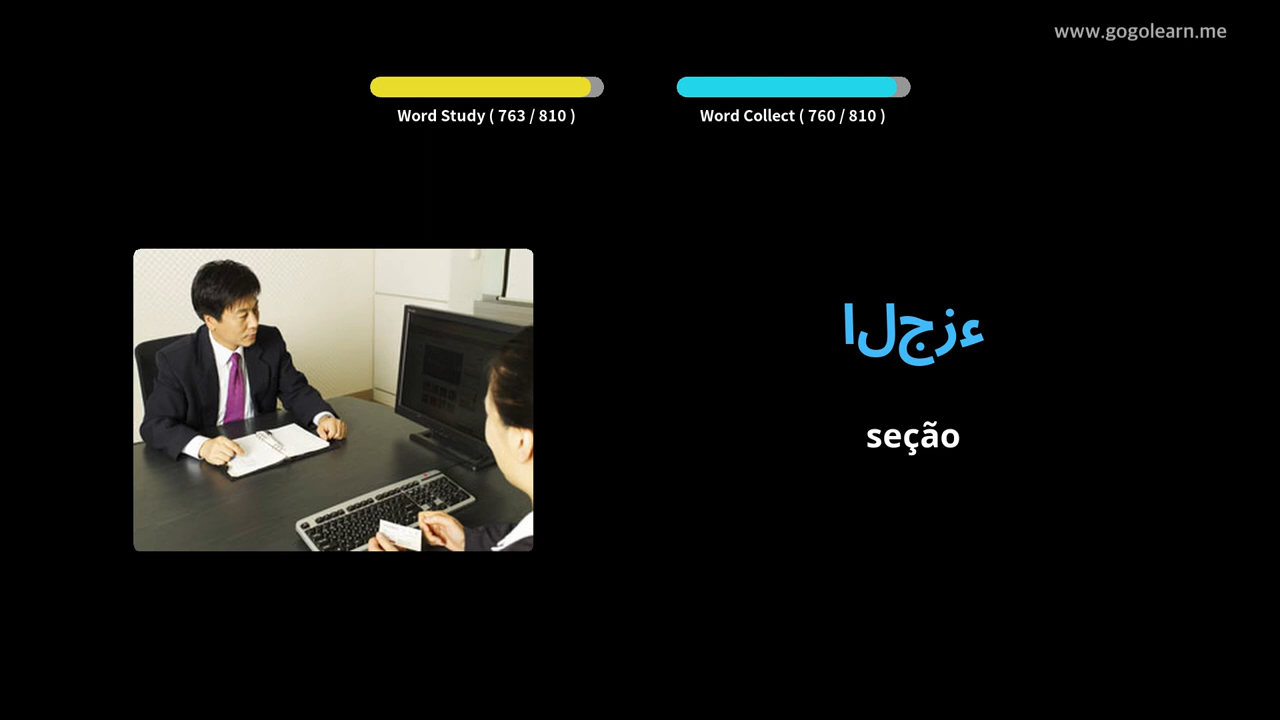 www.gogolearn.me
Word Study ( 763 / 810 )
Word Collect ( 760 / 810 )
الجزء
seção